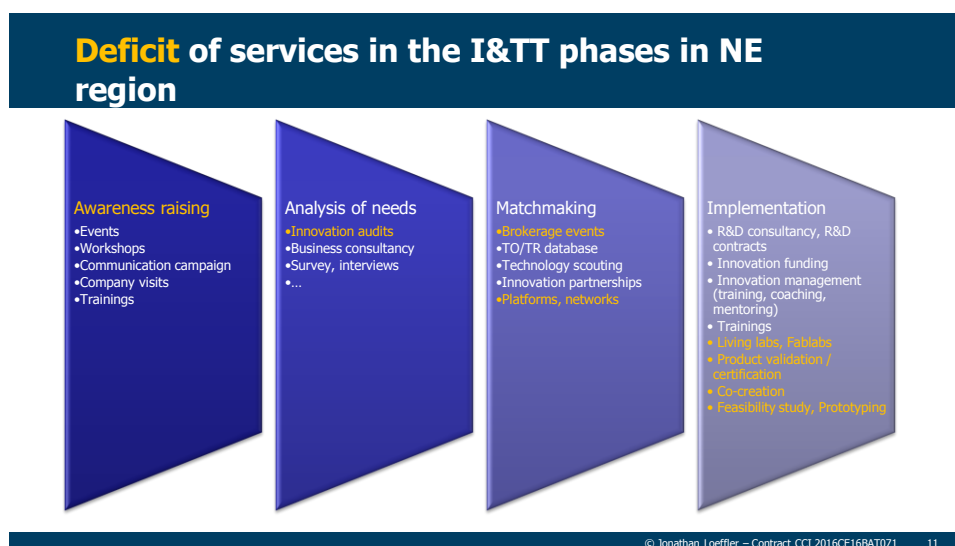 Deficit of services in the I&TT phases in NE
region
Awareness raising
•Events
•Workshops
•Communication campaign
•Company visits
•Trainings
Analysis of needs
•Innovation audits
•Business consultancy
•Survey, interviews
•...
Matchmaking
•Brokerage events
•TO/TR database
•Technology scouting
•Innovation partnerships
•Platforms, networks
Implementation
• R&D consultancy, R&D
contracts
• Innovation funding
• Innovation management
(training, coaching,
mentoring)
• Trainings
• Living labs, Fablabs
• Product validation /
certification
• Co-creation
• Feasibility study, Prototyping
© Jonathan Loeffler – Contract CCI 2016CE16BAT071 11